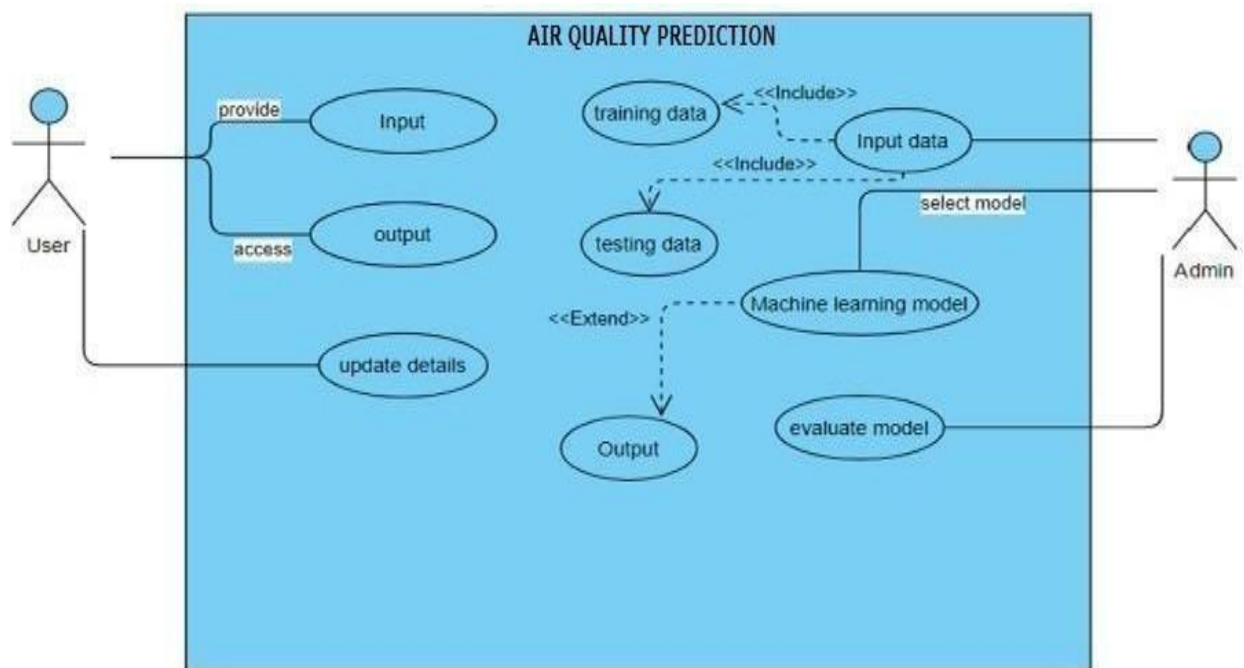 AIR QUALITY PREDICTION
provide
Input
access
output
User
update details
training data
<<Include>>
Input data
<<Include>>
testing data
select model
Admin
Machine learning model
<<Extend>>
Output
evaluate model